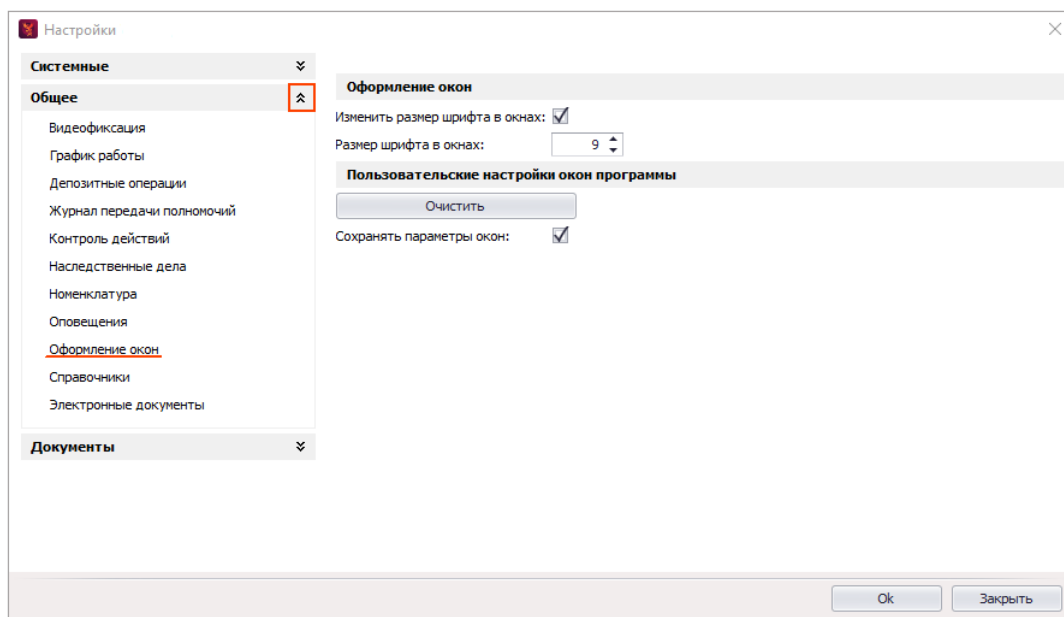 Настройки
Системные
Общее
Видеофиксация
График работы
Депозитные операции
Журнал передачи полномочий
Контроль действий
Наследственные дела
Номенклатура
Оповещения
Оформление окон
Справочники
Электронные документы
Документы
Оформление окон
Изменить размер шрифта в окнах:
Размер шрифта в окнах: 9
Пользовательские настройки окон программы
Очистить
Сохранять параметры окон:
Ok Закрыть